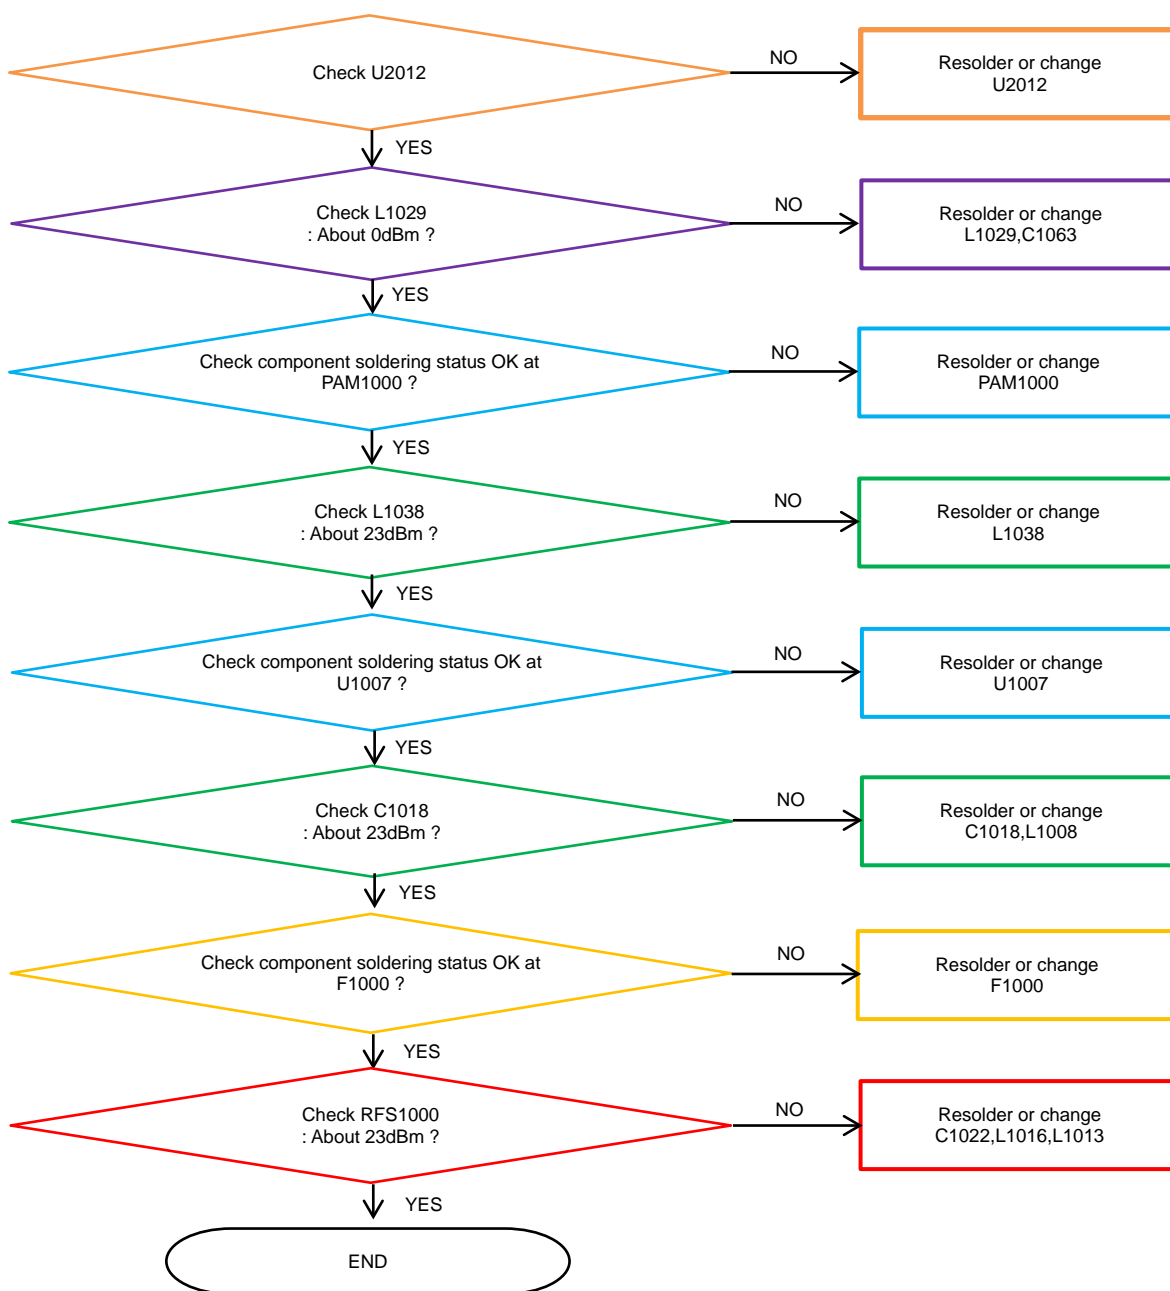 Check U2012
NO
Resolder or change
U2012
YES
Check L1029
: About 0dBm ?
NO
Resolder or change
L1029,C1063
YES
Check component soldering status OK at
PAM1000 ?
NO
Resolder or change
PAM1000
YES
Check L1038
: About 23dBm ?
NO
Resolder or change
L1038
YES
Check component soldering status OK at
U1007 ?
NO
Resolder or change
U1007
YES
Check C1018
: About 23dBm ?
NO
Resolder or change
C1018,L1008
YES
Check component soldering status OK at
F1000 ?
NO
Resolder or change
F1000
YES
Check RFS1000
: About 23dBm ?
NO
Resolder or change
C1022,L1016,L1013
YES
END